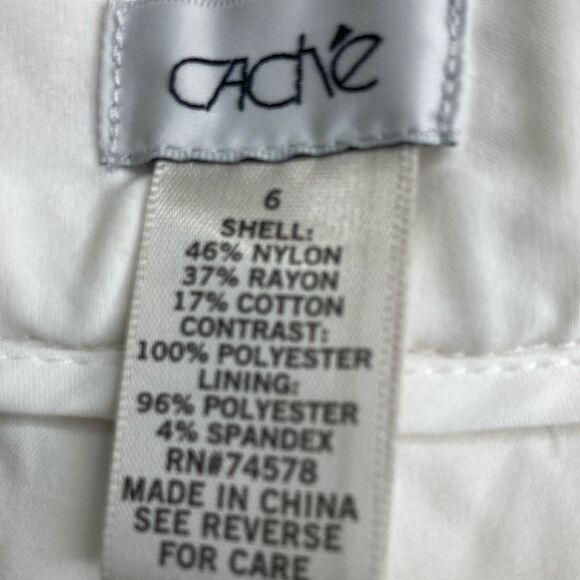 Caché
6
SHELL:
46% NYLON
37% RAYON
17% COTTON
CONTRAST:
100% POLYESTER
LINING:
96% POLYESTER
4% SPANDEX
RN#74578
MADE IN CHINA
SEE REVERSE
FOR CARE